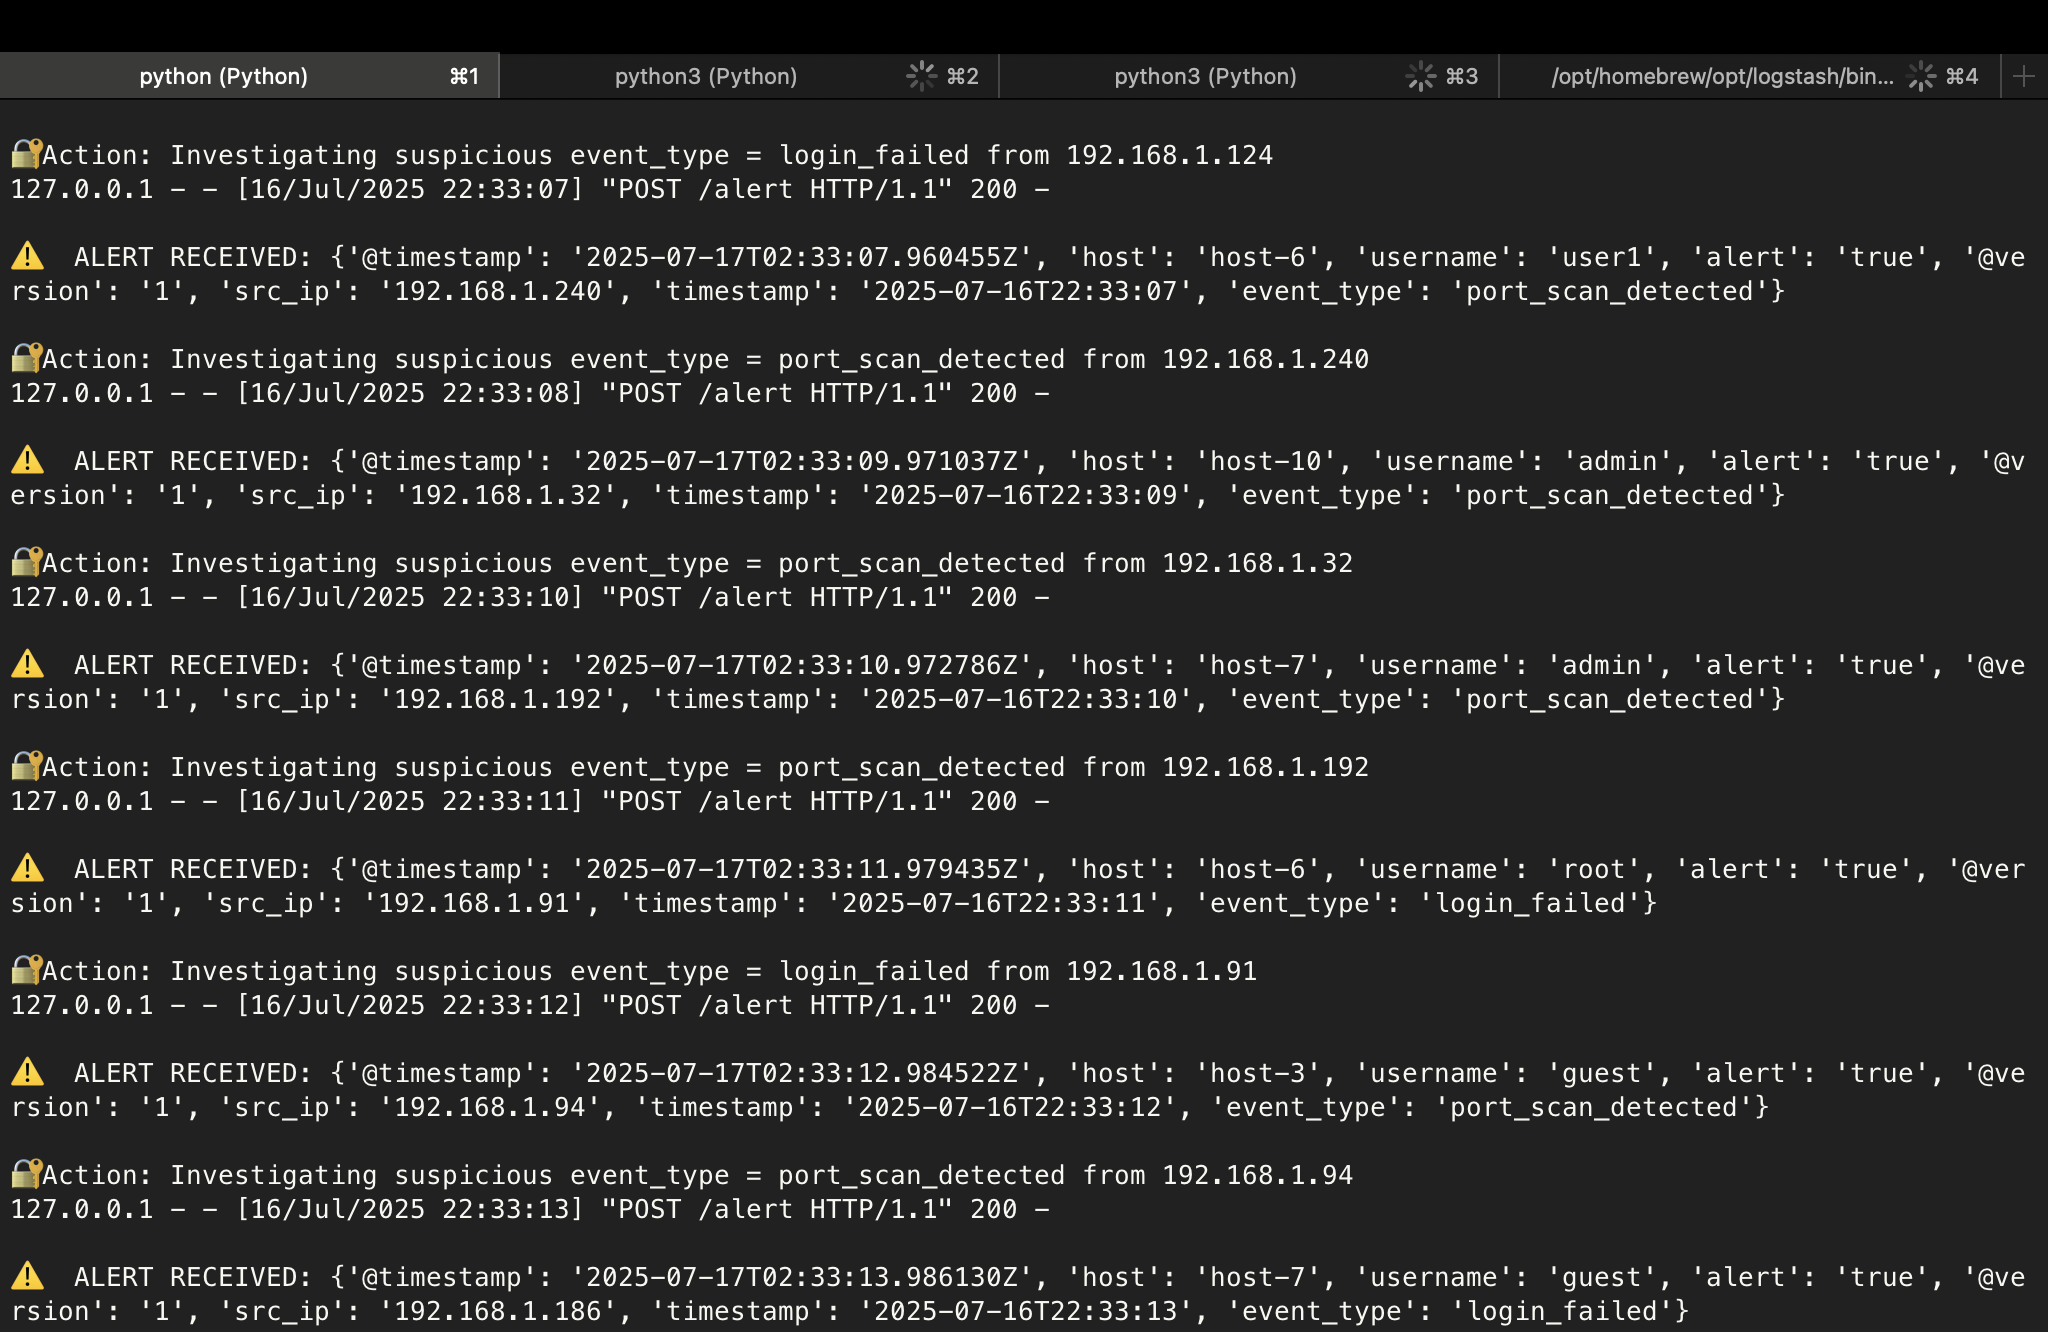 python (Python) ⌘1 python3 (Python) ⌘2 python3 (Python) ⌘3 /opt/homebrew/opt/logstash/bin... ⌘4 +
🔐Action: Investigating suspicious event_type = login_failed from 192.168.1.124
127.0.0.1 - - [16/Jul/2025 22:33:07] "POST /alert HTTP/1.1" 200 -
⚠️  ALERT RECEIVED: {'@timestamp': '2025-07-17T02:33:07.960455Z', 'host': 'host-6', 'username': 'user1', 'alert': 'true', '@ve
rsion': '1', 'src_ip': '192.168.1.240', 'timestamp': '2025-07-16T22:33:07', 'event_type': 'port_scan_detected'}
🔐Action: Investigating suspicious event_type = port_scan_detected from 192.168.1.240
127.0.0.1 - - [16/Jul/2025 22:33:08] "POST /alert HTTP/1.1" 200 -
⚠️  ALERT RECEIVED: {'@timestamp': '2025-07-17T02:33:09.971037Z', 'host': 'host-10', 'username': 'admin', 'alert': 'true', '@v
ersion': '1', 'src_ip': '192.168.1.32', 'timestamp': '2025-07-16T22:33:09', 'event_type': 'port_scan_detected'}
🔐Action: Investigating suspicious event_type = port_scan_detected from 192.168.1.32
127.0.0.1 - - [16/Jul/2025 22:33:10] "POST /alert HTTP/1.1" 200 -
⚠️  ALERT RECEIVED: {'@timestamp': '2025-07-17T02:33:10.972786Z', 'host': 'host-7', 'username': 'admin', 'alert': 'true', '@ve
rsion': '1', 'src_ip': '192.168.1.192', 'timestamp': '2025-07-16T22:33:10', 'event_type': 'port_scan_detected'}
🔐Action: Investigating suspicious event_type = port_scan_detected from 192.168.1.192
127.0.0.1 - - [16/Jul/2025 22:33:11] "POST /alert HTTP/1.1" 200 -
⚠️  ALERT RECEIVED: {'@timestamp': '2025-07-17T02:33:11.979435Z', 'host': 'host-6', 'username': 'root', 'alert': 'true', '@ver
sion': '1', 'src_ip': '192.168.1.91', 'timestamp': '2025-07-16T22:33:11', 'event_type': 'login_failed'}
🔐Action: Investigating suspicious event_type = login_failed from 192.168.1.91
127.0.0.1 - - [16/Jul/2025 22:33:12] "POST /alert HTTP/1.1" 200 -
⚠️  ALERT RECEIVED: {'@timestamp': '2025-07-17T02:33:12.984522Z', 'host': 'host-3', 'username': 'guest', 'alert': 'true', '@ve
rsion': '1', 'src_ip': '192.168.1.94', 'timestamp': '2025-07-16T22:33:12', 'event_type': 'port_scan_detected'}
🔐Action: Investigating suspicious event_type = port_scan_detected from 192.168.1.94
127.0.0.1 - - [16/Jul/2025 22:33:13] "POST /alert HTTP/1.1" 200 -
⚠️  ALERT RECEIVED: {'@timestamp': '2025-07-17T02:33:13.986130Z', 'host': 'host-7', 'username': 'guest', 'alert': 'true', '@ve
rsion': '1', 'src_ip': '192.168.1.186', 'timestamp': '2025-07-16T22:33:13', 'event_type': 'login_failed'}